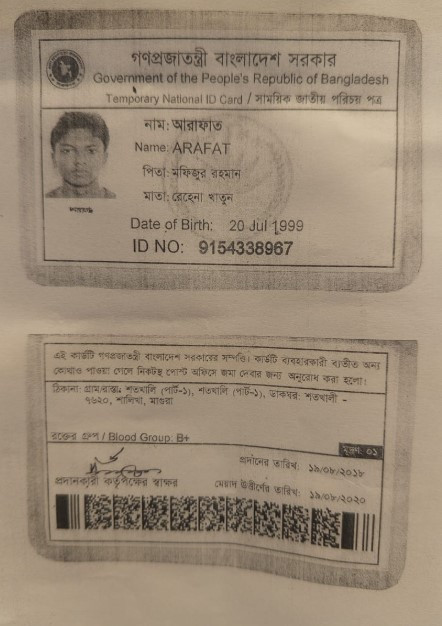 গণপ্রজাতন্ত্রী বাংলাদেশ সরকার
Government of the People's Republic of Bangladesh
Temporary National ID Card / সাময়িক জাতীয় পরিচয় পত্র
নাম: আরাফাত
Name: ARAFAT
পিতা: মফিজুর রহমান
মাতা: রেহেনা খাতুন
Date of Birth: 20 Jul 1999
ID NO: 9154338967
এই কার্ডটি গণপ্রজাতন্ত্রী বাংলাদেশ সরকারের সম্পত্তি। কার্ডটি ব্যবহারকারী ব্যতীত অন্য
কোথাও পাওয়া গেলে নিকটস্থ পোস্ট অফিসে জমা দেবার জন্য অনুরোধ করা হলো।
ঠিকানা: গ্রাম/রাস্তা: শতখালি (পার্ট-১), শতখালি (পার্ট-১), ডাকঘর: শতখালী -
৭৬২০, শালিখা, মাগুরা
রক্তের গ্রুপ / Blood Group: B+
মুদ্রণ: ০১
প্রদানকারী কর্তৃপক্ষের স্বাক্ষর
প্রদানের তারিখ: ১৯/০৮/২০১৮
মেয়াদ উত্তীর্ণের তারিখ: ১৯/০৮/২০২০